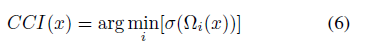 CCI(x) = arg min_i [σ(Ω_i(x))] (6)